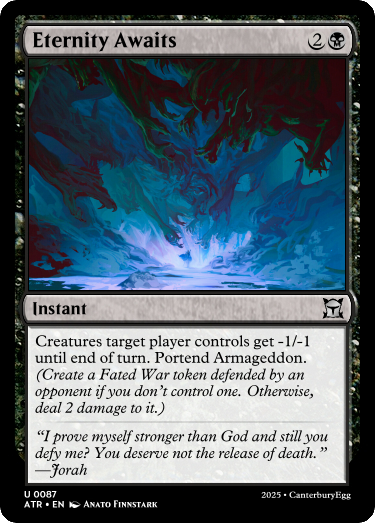 Eternity Awaits 2
Instant
Creatures target player controls get -1/-1
until end of turn. Portend Armageddon.
(Create a Fated War token defended by an
opponent if you don't control one. Otherwise,
deal 2 damage to it.)
“I prove myself stronger than God and still you
defy me? You deserve not the release of death.”
—Jorah
U 0087
ATR • EN Anato Finnstark
2025 • CanterburyEgg